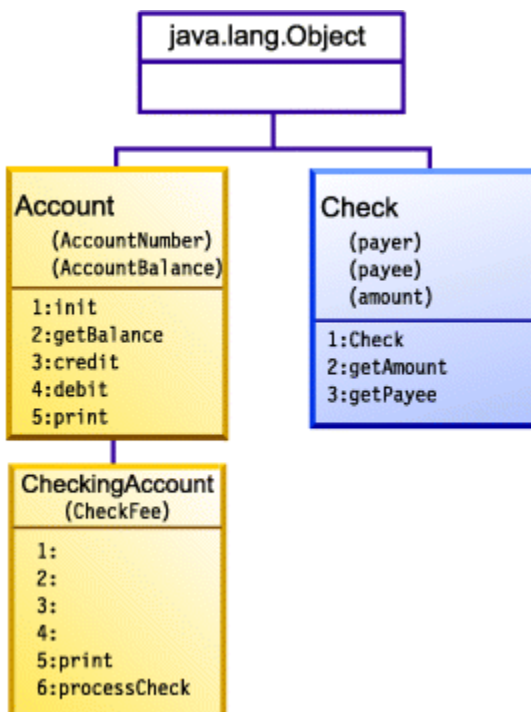 java.lang.Object
Account
(AccountNumber)
(AccountBalance)
1:init
2:getBalance
3:credit
4:debit
5:print
Check
(payer)
(payee)
(amount)
1:Check
2:getAmount
3:getPayee
CheckingAccount
(CheckFee)
1:
2:
3:
4:
5:print
6:processCheck